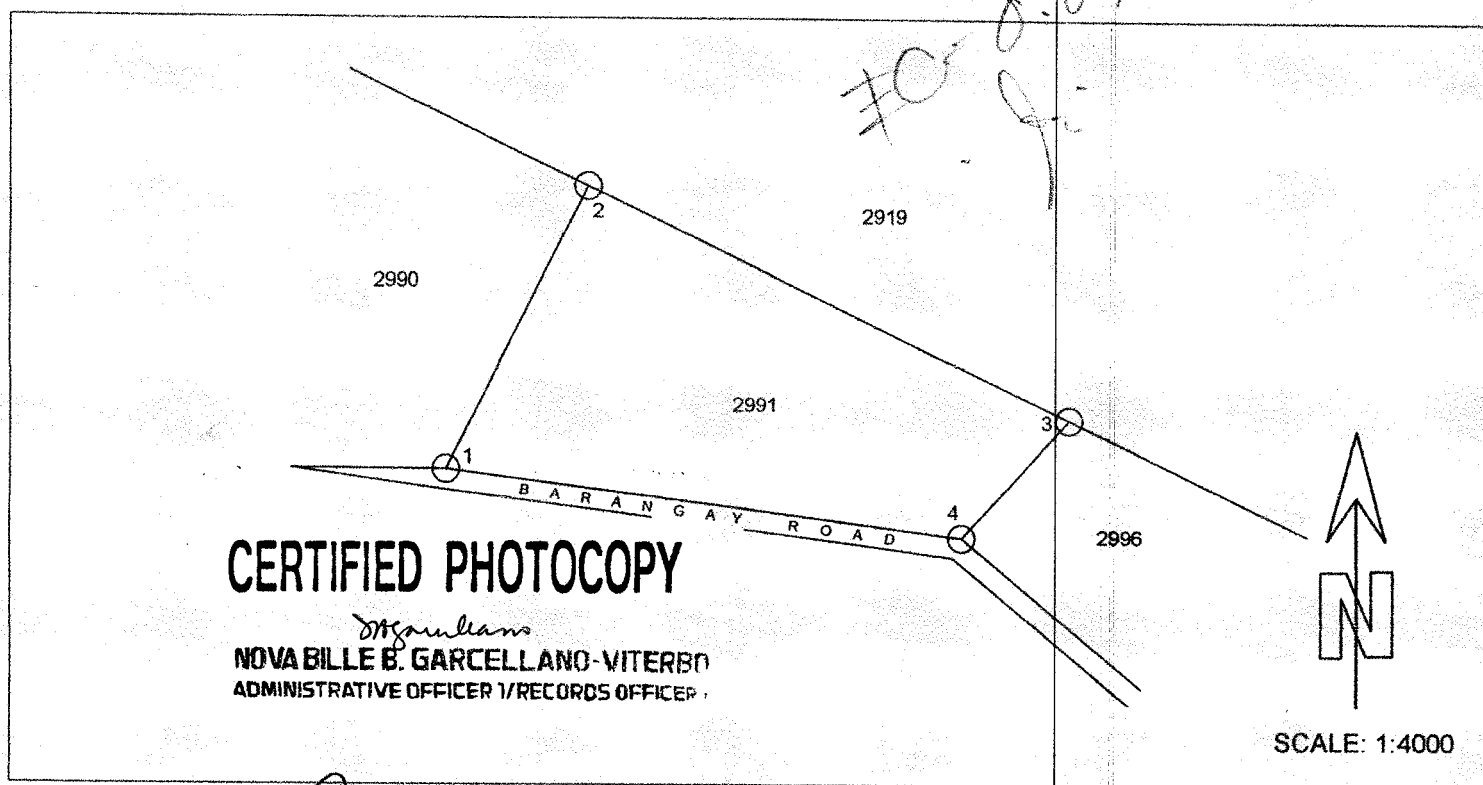 2
2919
2990
2991
3
1
BARANGAY ROAD
4
2996
CERTIFIED PHOTOCOPY
NOVA BILLE B. GARCELLANO-VITERBO
ADMINISTRATIVE OFFICER I/RECORDS OFFICER
N
SCALE: 1:4000